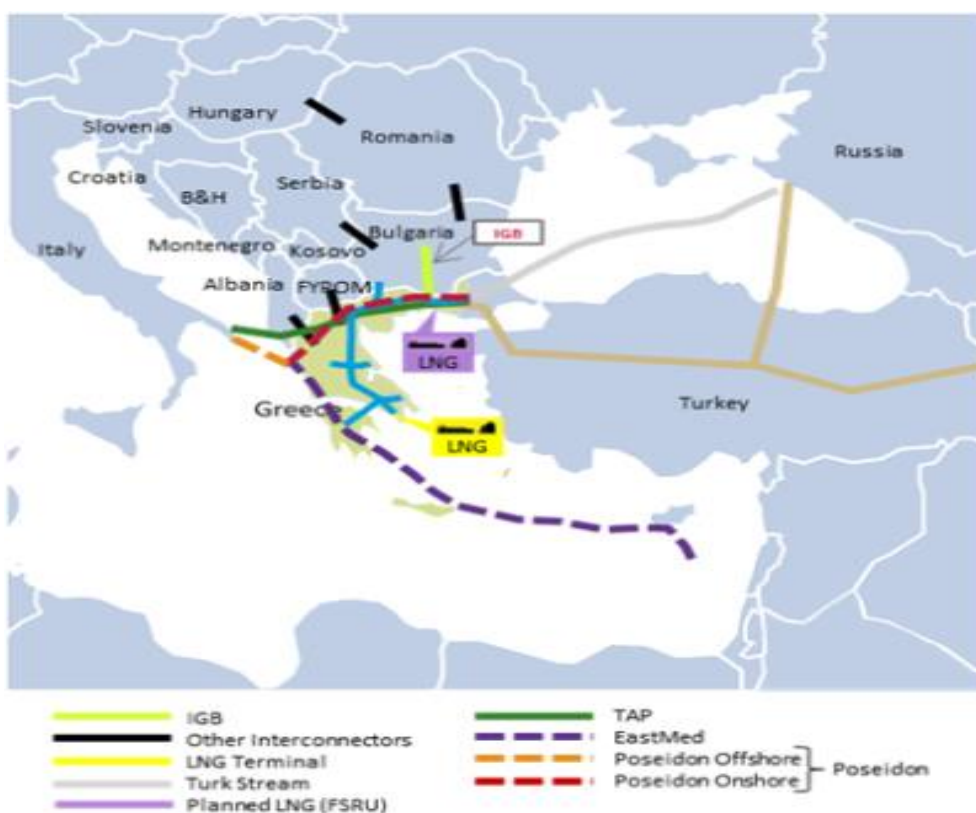 Hungary
Slovenia
Romania
Russia
Croatia
Serbia
B&H
Bulgaria
IGB
Italy
Montenegro
Kosovo
Albania
FYROM
LNG
Greece
Turkey
LNG
IGB
Other Interconnectors
LNG Terminal
Turk Stream
Planned LNG (FSRU)
TAP
EastMed
Poseidon Offshore
Poseidon Onshore
Poseidon